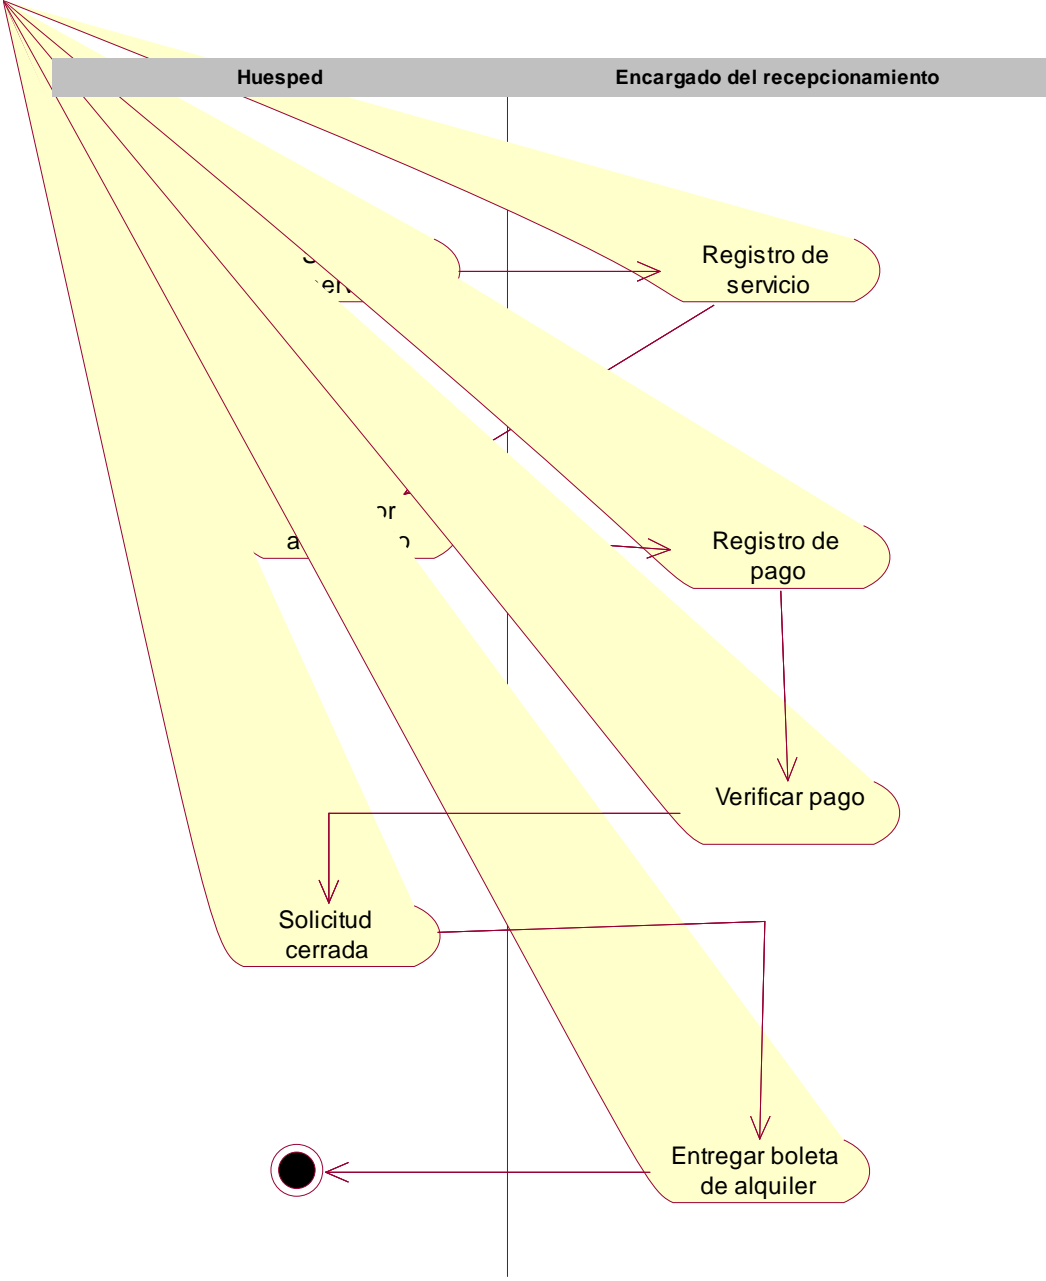 Huesped
Encargado del recepcionamiento
Registro de
servicio
Registro de
pago
Verificar pago
Solicitud
cerrada
Entregar boleta
de alquiler